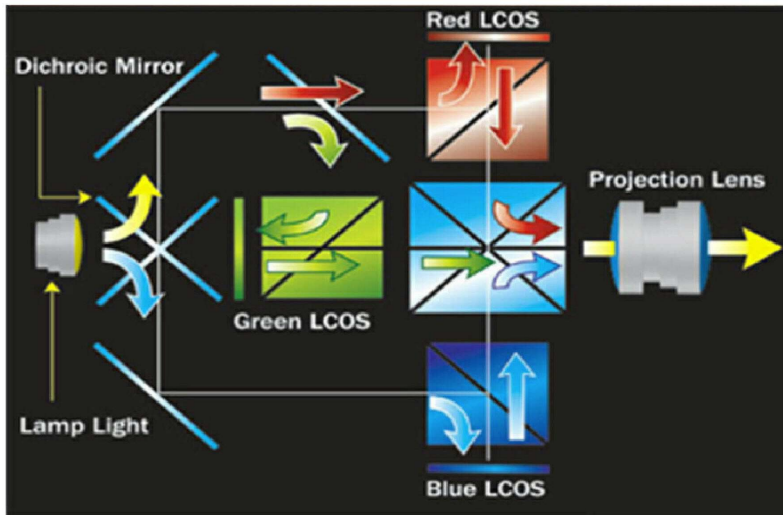 Red LCOS
Dichroic Mirror
Projection Lens
Green LCOS
Lamp Light
Blue LCOS